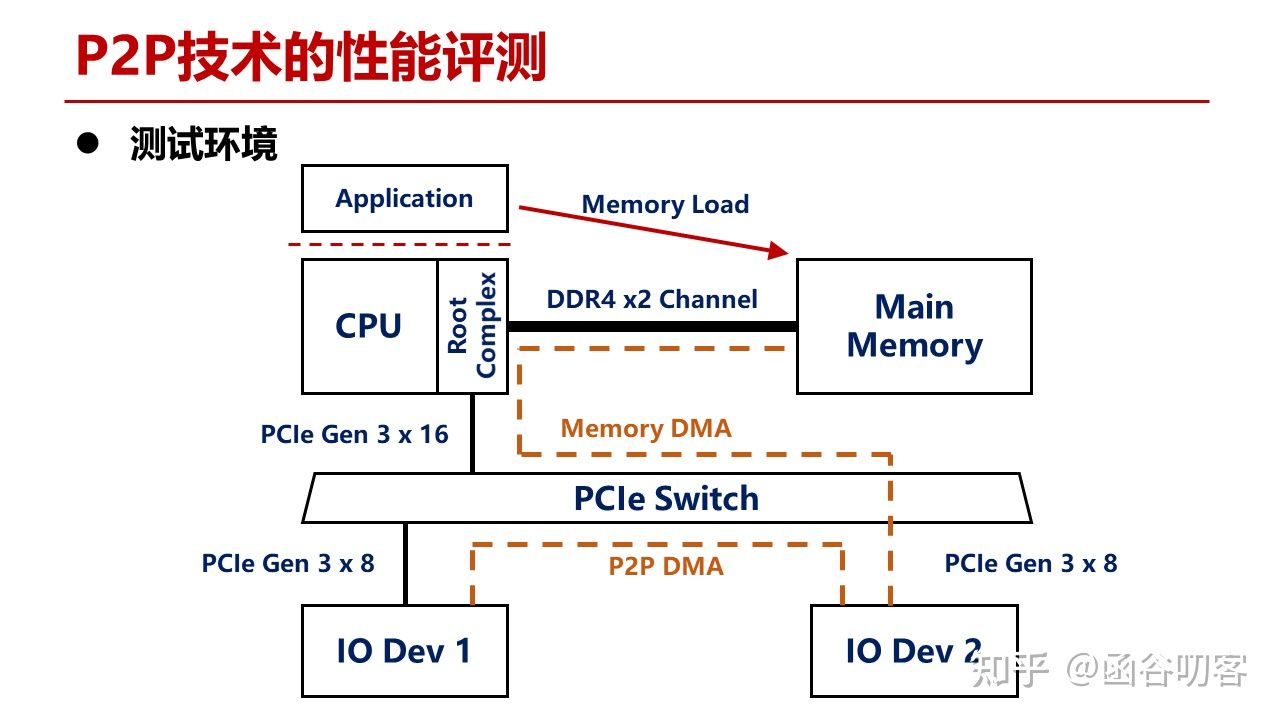 P2P技术的性能评测
● 测试环境
Application
Memory Load
CPU
Root
Complex
DDR4 x2 Channel
Main
Memory
PCIe Gen 3 x 16
Memory DMA
PCIe Switch
PCIe Gen 3 x 8
P2P DMA
PCIe Gen 3 x 8
IO Dev 1
IO Dev 2
知乎 @函谷叨客